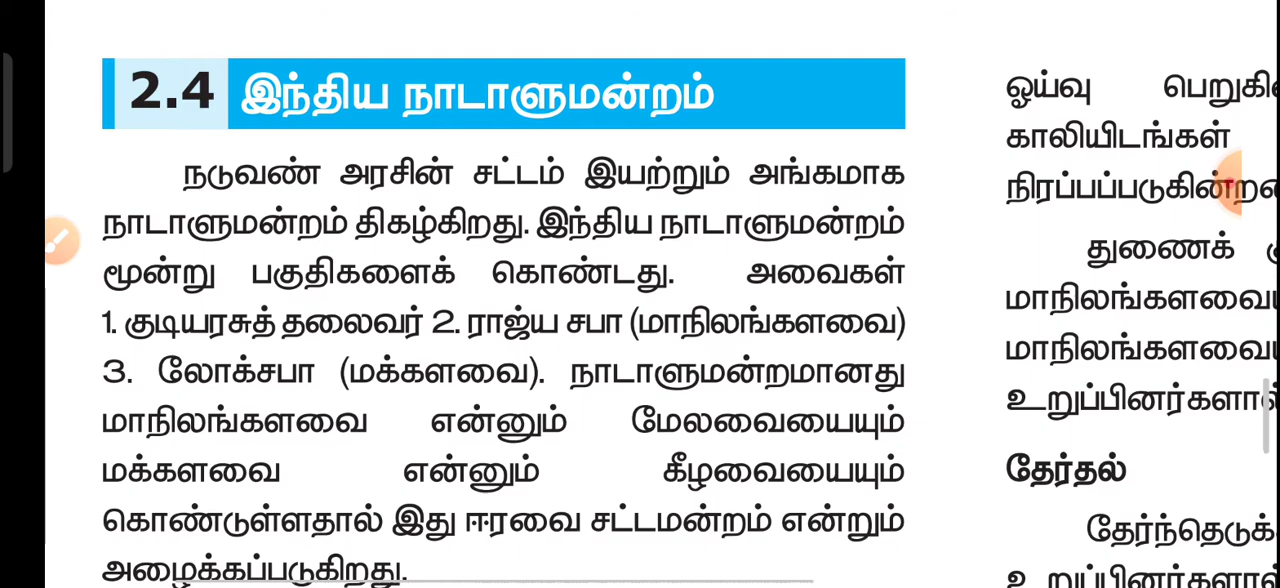 2.4 இந்திய நாடாளுமன்றம்
நடுவண் அரசின் சட்டம் இயற்றும் அங்கமாக
நாடாளுமன்றம் திகழ்கிறது. இந்திய நாடாளுமன்றம்
மூன்று பகுதிகளைக் கொண்டது. அவைகள்
1. குடியரசுத் தலைவர் 2. ராஜ்ய சபா (மாநிலங்களவை)
3. லோக்சபா (மக்களவை). நாடாளுமன்றமானது
மாநிலங்களவை என்னும் மேலவையையும்
மக்களவை என்னும் கீழவையையும்
கொண்டுள்ளதால் இது ஈரவை சட்டமன்றம் என்றும்
அழைக்கப்படுகிறது.
ஓய்வு
காலியிடங்கள்
துணைக்
தேர்தல்